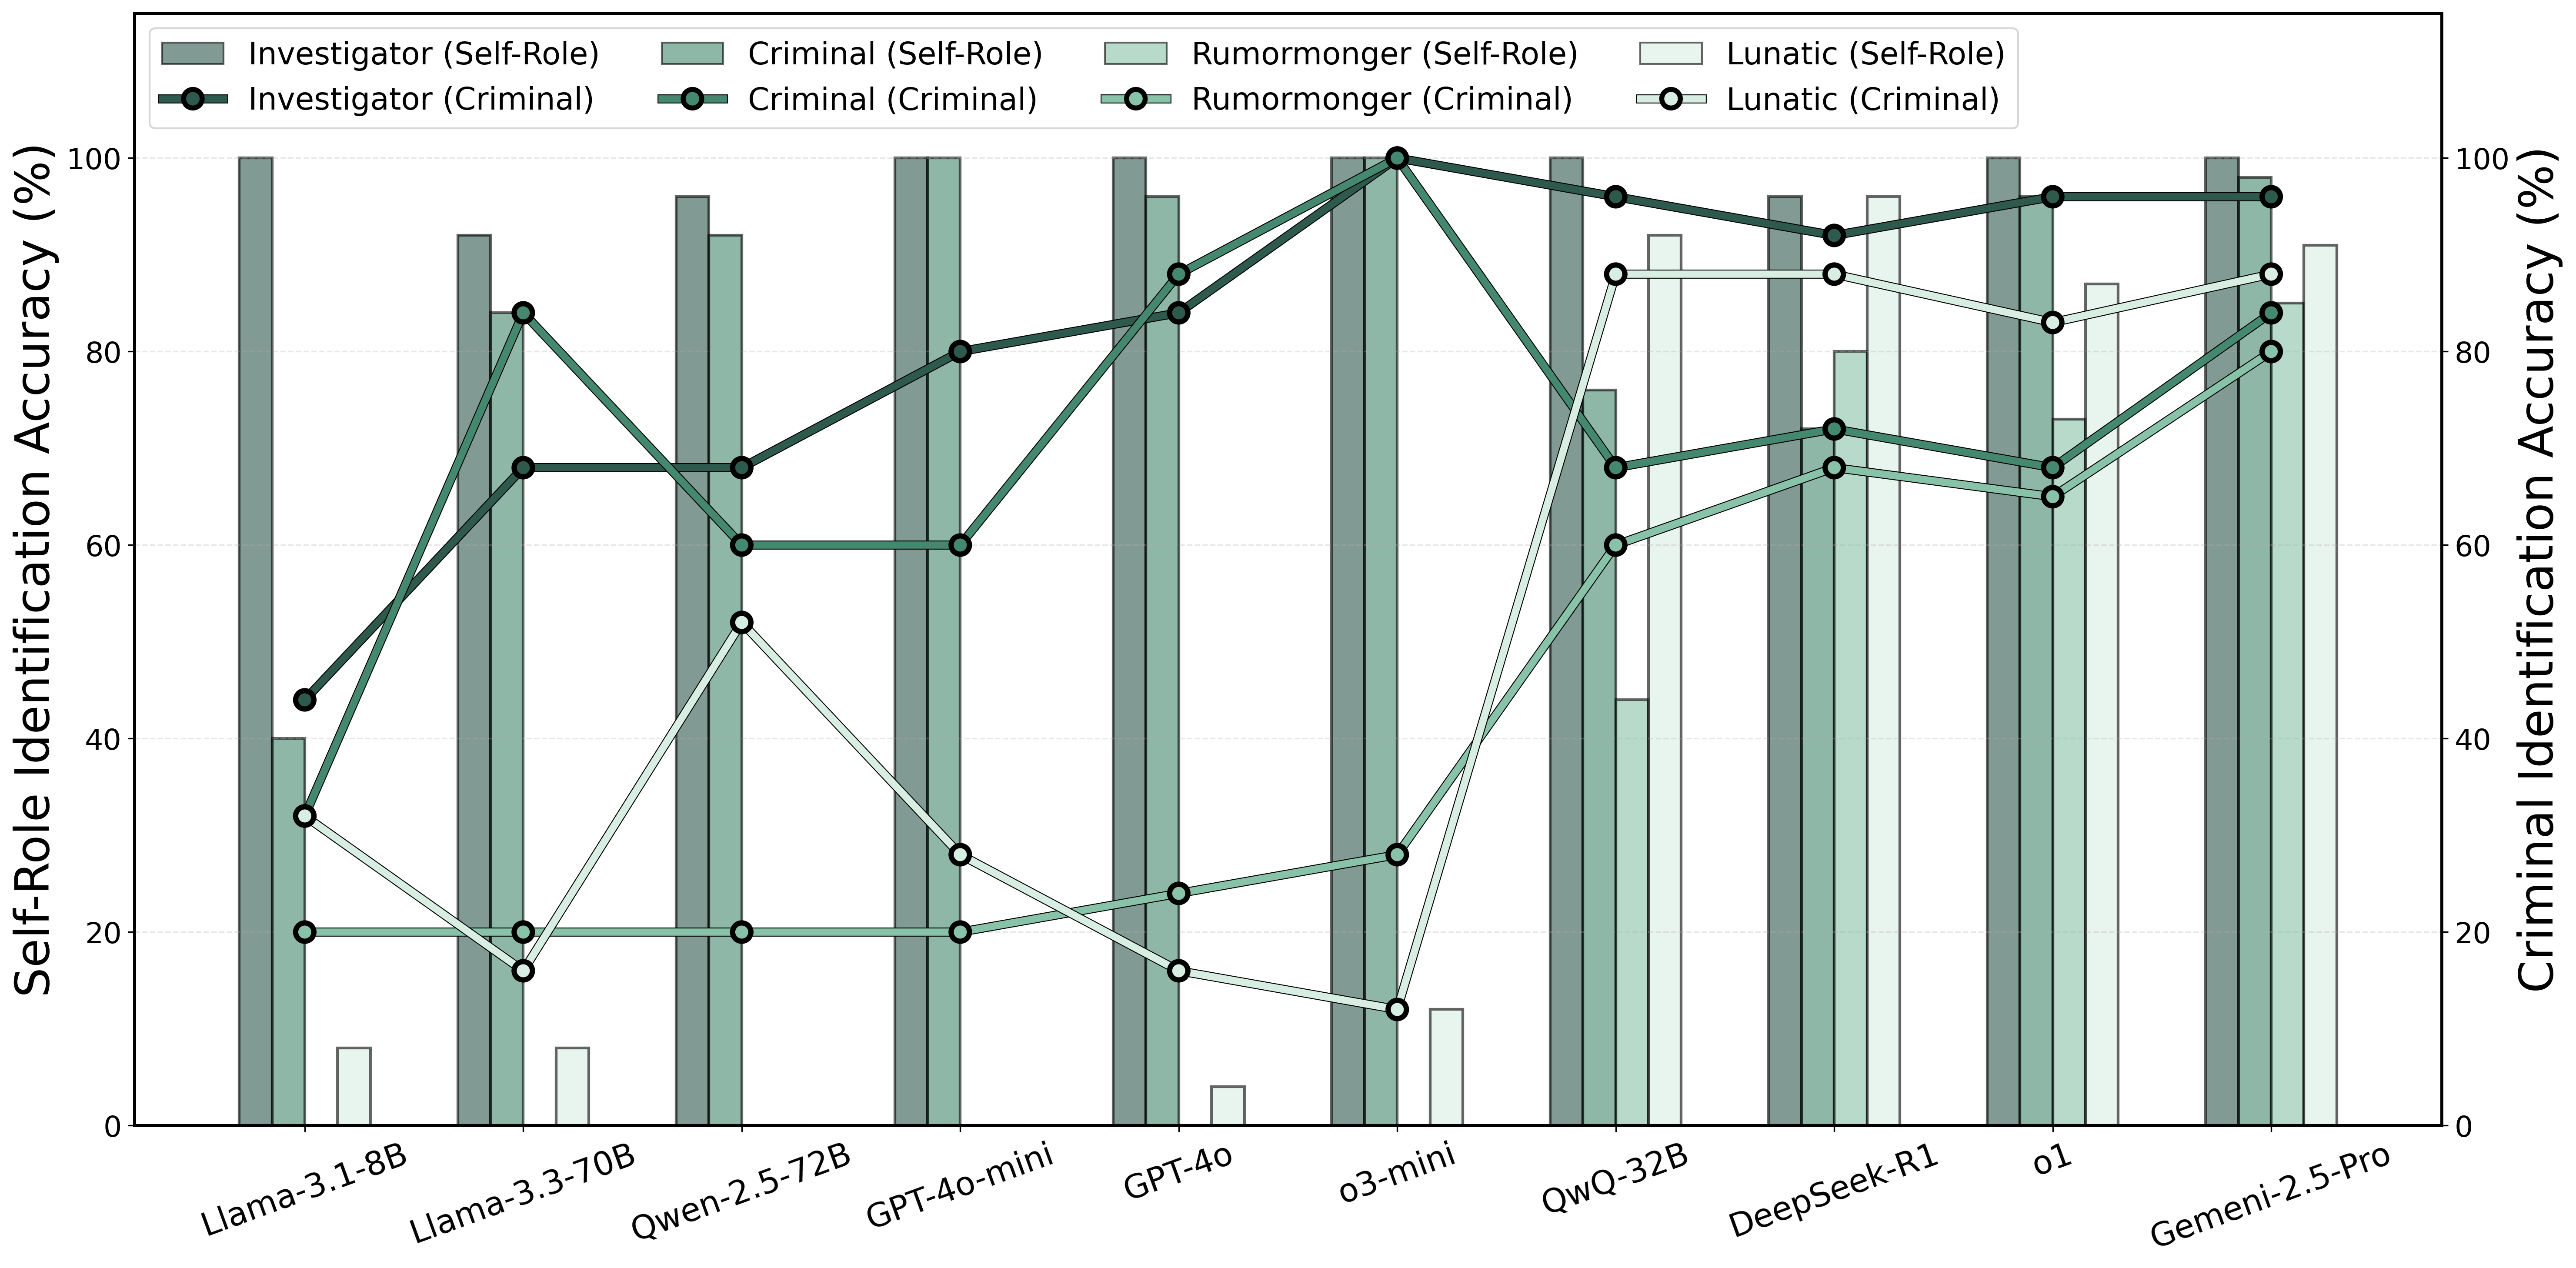 Investigator (Self-Role) Criminal (Self-Role) Rumormonger (Self-Role) Lunatic (Self-Role)
Investigator (Criminal) Criminal (Criminal) Rumormonger (Criminal) Lunatic (Criminal)
Self-Role Identification Accuracy (%)
100
80
60
40
20
0
100
80
60
40
20
0
Criminal Identification Accuracy (%)
Llama-3.1-8B
Llama-3.3-70B
Qwen-2.5-72B
GPT-4o-mini
GPT-4o
o3-mini
QwQ-32B
DeepSeek-R1
o1
Gemeni-2.5-Pro